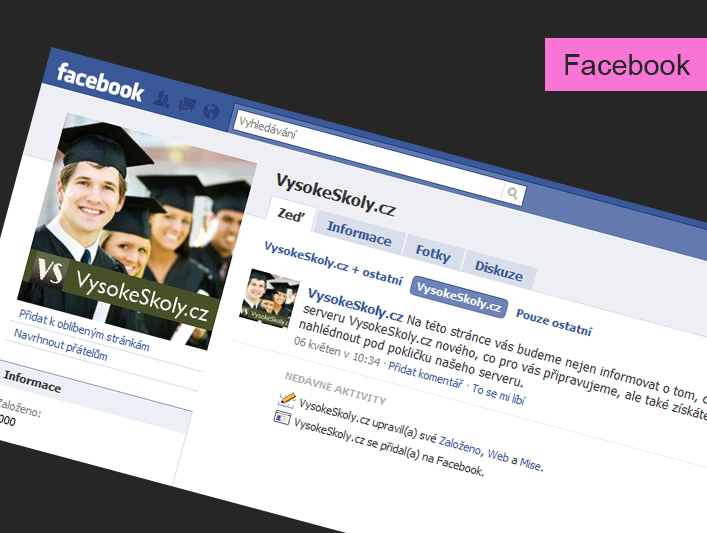 Facebook
facebook
Vyhledávání
VS VysokeSkoly.cz
Přidat k oblíbeným stránkám
Navrhnout přátelům
Informace
Založeno:
VysokeSkoly.cz
Zeď Informace Fotky Diskuze
VysokeSkoly.cz + ostatní VysokeSkoly.cz Pouze ostatní
VysokeSkoly.cz
VysokeSkoly.cz Na této stránce vás budeme nejen informovat o tom,
serveru VysokeSkoly.cz nového, co pro vás připravujeme, ale také získáte
nahlédnout pod pokličku našeho serveru.
06 květen v 10:34 · Přidat komentář · To se mi líbí
NEDÁVNÉ AKTIVITY
VysokeSkoly.cz upravil(a) své Založeno, Web a Mise.
VysokeSkoly.cz se přidal(a) na Facebook.